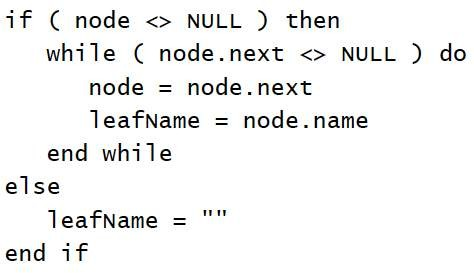 if ( node <> NULL ) then
   while ( node.next <> NULL ) do
      node = node.next
      leafName = node.name
   end while
else
   leafName = ""
end if